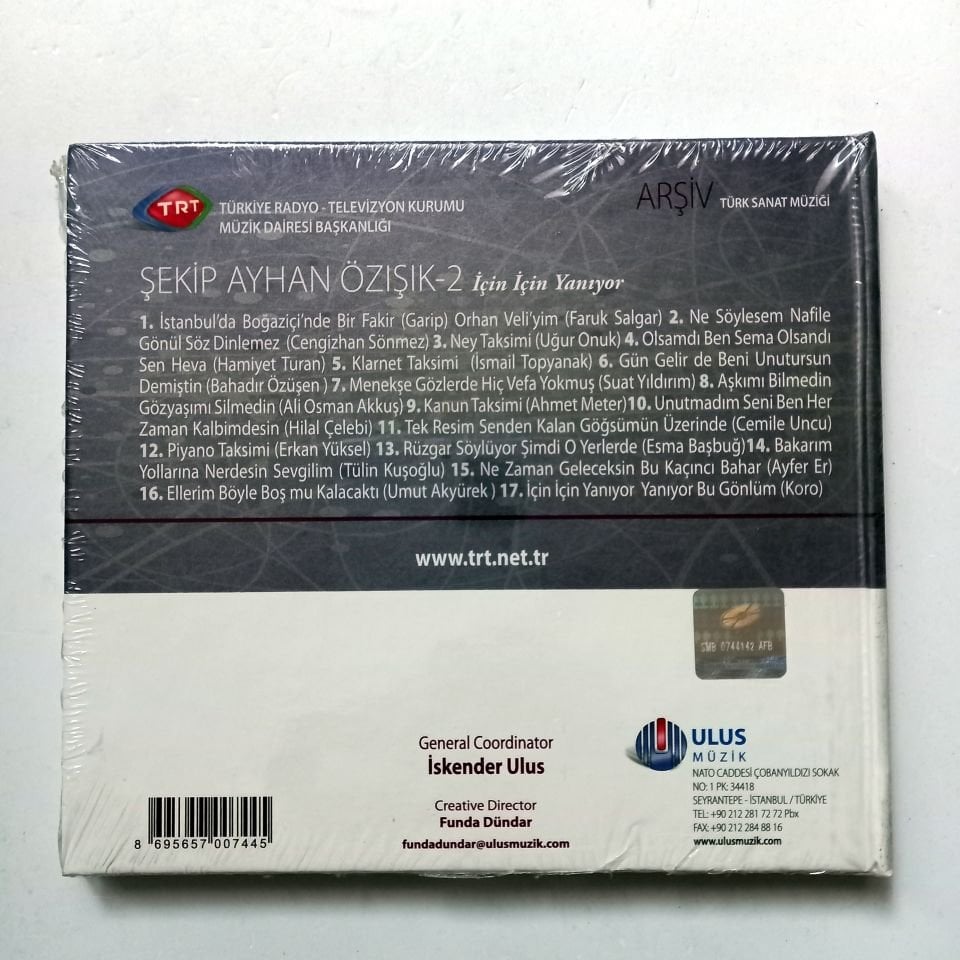 TRT
TÜRKİYE RADYO - TELEVİZYON KURUMU
MÜZİK DAİRESİ BAŞKANLIĞI
ARŞİV TÜRK SANAT MÜZİĞİ
ŞEKİP AYHAN ÖZIŞIK-2 İçin İçin Yanıyor
1. İstanbul'da Boğaziçi'nde Bir Fakir (Garip) Orhan Veli'yim (Faruk Salgar) 2. Ne Söylesem Nafile
Gönül Söz Dinlemez (Cengizhan Sönmez) 3. Ney Taksimi (Uğur Onuk) 4. Olsamdı Ben Sema Olsandı
Sen Heva (Hamiyet Turan) 5. Klarnet Taksimi (İsmail Topyanak) 6. Gün Gelir de Beni Unutursun
Demiştin (Bahadır Özüşen ) 7. Menekşe Gözlerde Hiç Vefa Yokmuş (Suat Yıldırım) 8. Aşkımı Bilmedin
Gözyaşımı Silmedin (Ali Osman Akkuş) 9. Kanun Taksimi (Ahmet Meter)10. Unutmadım Seni Ben Her
Zaman Kalbimdesin (Hilal Çelebi) 11. Tek Resim Senden Kalan Göğsümün Üzerinde (Cemile Uncu)
12. Piyano Taksimi (Erkan Yüksel) 13. Rüzgar Söylüyor Şimdi O Yerlerde (Esma Başbuğ)14. Bakarım
Yollarına Nerdesin Sevgilim (Tülin Kuşoğlu) 15. Ne Zaman Geleceksin Bu Kaçıncı Bahar (Ayfer Er)
16. Ellerim Böyle Boş mu Kalacaktı (Umut Akyürek ) 17. İçin İçin Yanıyor Yanıyor Bu Gönlüm (Koro)
www.trt.net.tr
SMB 0744142 AFB
General Coordinator
İskender Ulus
Creative Director
Funda Dündar
fundadundar@ulusmuzik.com
ULUS
MÜZİK
NATO CADDESİ ÇOBANYILDIZI SOKAK
NO: 1 PK: 34418
SEYRANTEPE - İSTANBUL / TÜRKİYE
TEL: +90 212 281 72 72 Pbx
FAX: +90 212 284 88 16
www.ulusmuzik.com
8 695657 007445